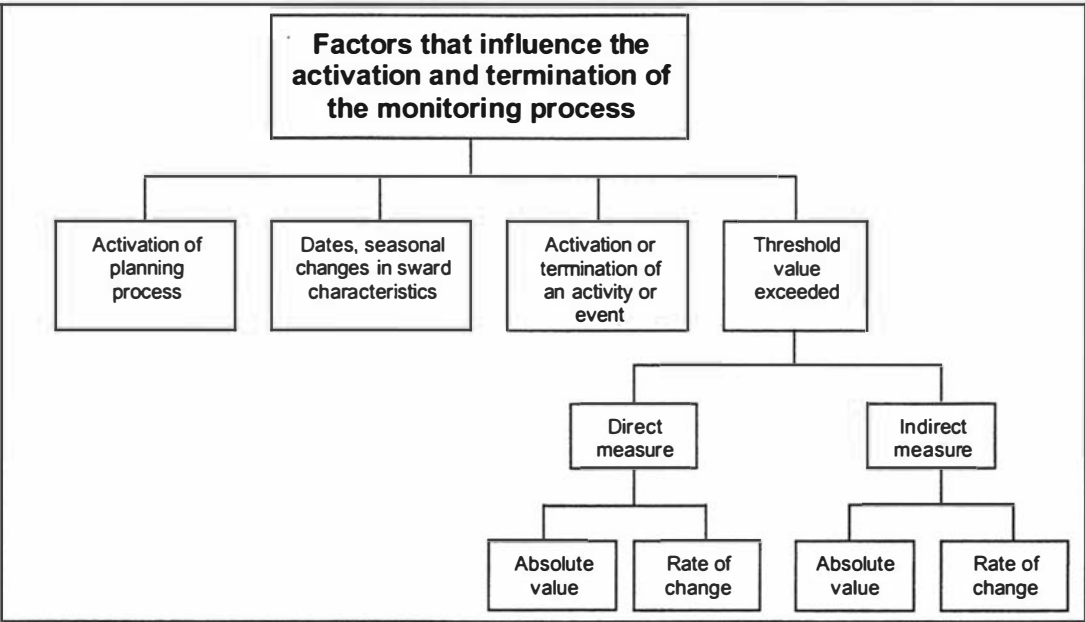 Factors that influence the
activation and termination of
the monitoring process
Activation of
planning
process
Dates, seasonal
changes in sward
characteristics
Activation or
termination of
an activity or
event
Threshold
value
exceeded
Direct
measure
Indirect
measure
Absolute
value
Rate of
change
Absolute
value
Rate of
change